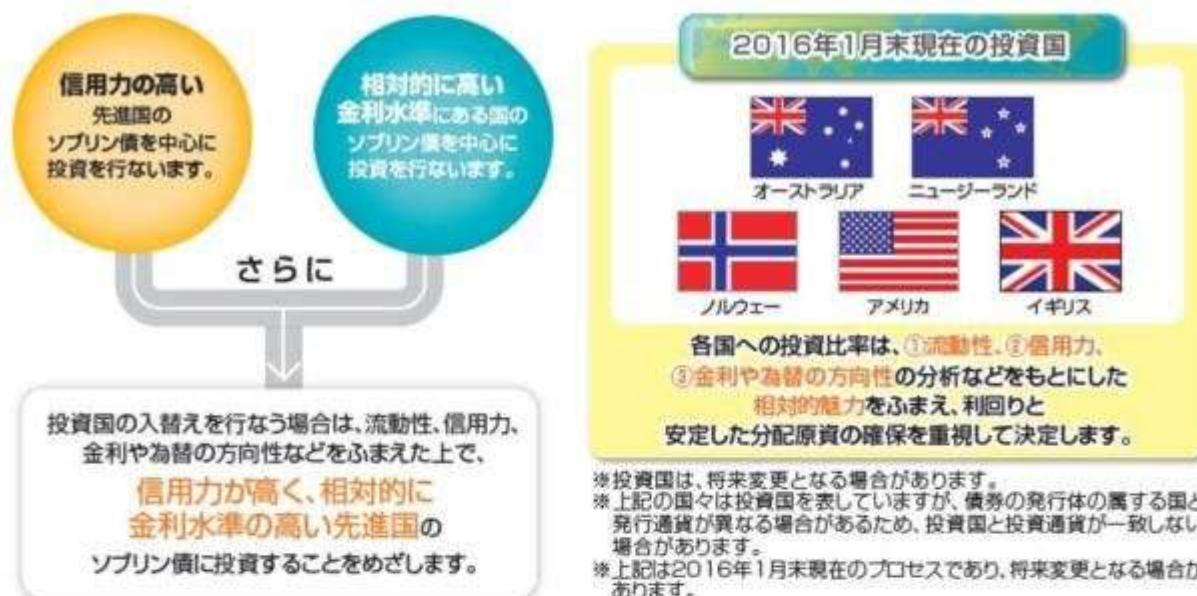 信用力の高い
先進国の
ソブリン債を中心に
投資を行ないます。
相対的に高い
金利水準にある国の
ソブリン債を中心に
投資を行ないます。
さらに
投資国の入替えを行なう場合は、流動性、信用力、
金利や為替の方向性などをふまえた上で、
信用力が高く、相対的に
金利水準の高い先進国の
ソブリン債に投資することをめざします。
2016年1月末現在の投資国
オーストラリア
ニュージーランド
ノルウェー
アメリカ
イギリス
各国への投資比率は、①流動性、②信用力、
③金利や為替の方向性の分析などをもとにした
相対的魅力をふまえ、利回りと
安定した分配原資の確保を重視して決定します。
※投資国は、将来変更となる場合があります。
※上記の国々は投資国を表していますが、債券の発行体の属する国と
発行通貨が異なる場合があるため、投資国と投資通貨が一致しない
場合があります。
※上記は2016年1月末現在のプロセスであり、将来変更となる場合が
あります。